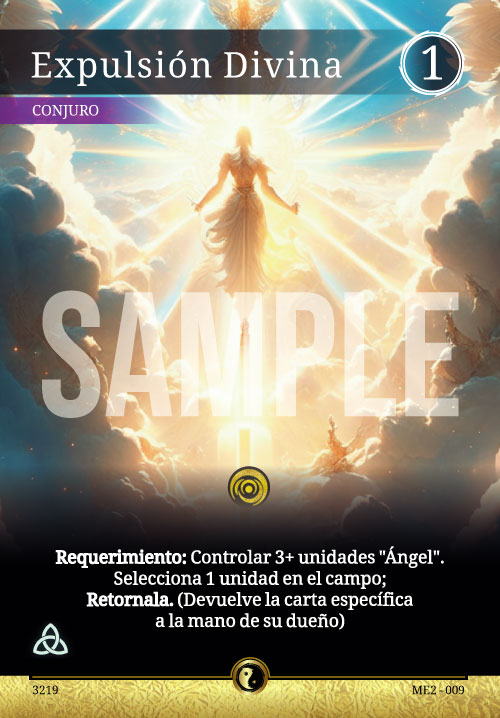 Expulsión Divina
1
CONJURO
SAMPLE
Requerimiento: Controlar 3+ unidades "Ángel".
Selecciona 1 unidad en el campo;
Retornala. (Devuelve la carta específica
a la mano de su dueño)
3219
ME2 - 009